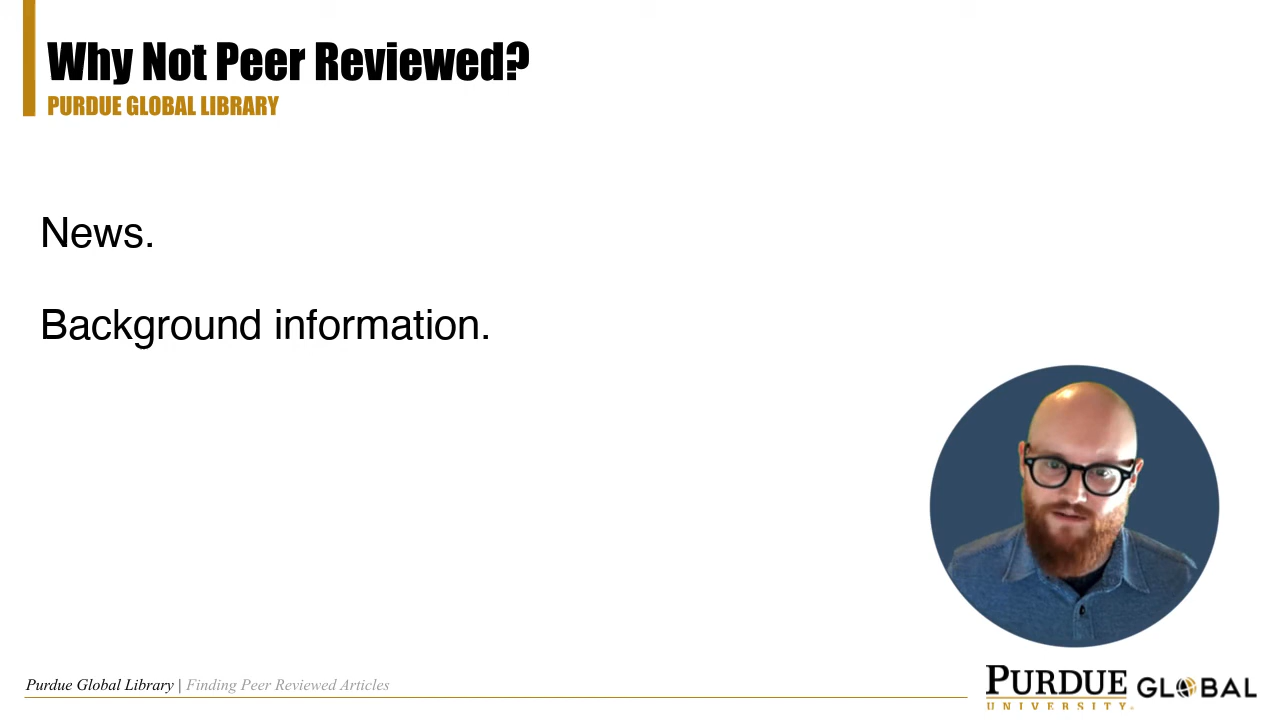 Why Not Peer Reviewed?
PURDUE GLOBAL LIBRARY
News.
Background information.
Purdue Global Library | Finding Peer Reviewed Articles
PURDUE GLOBAL
UNIVERSITY.